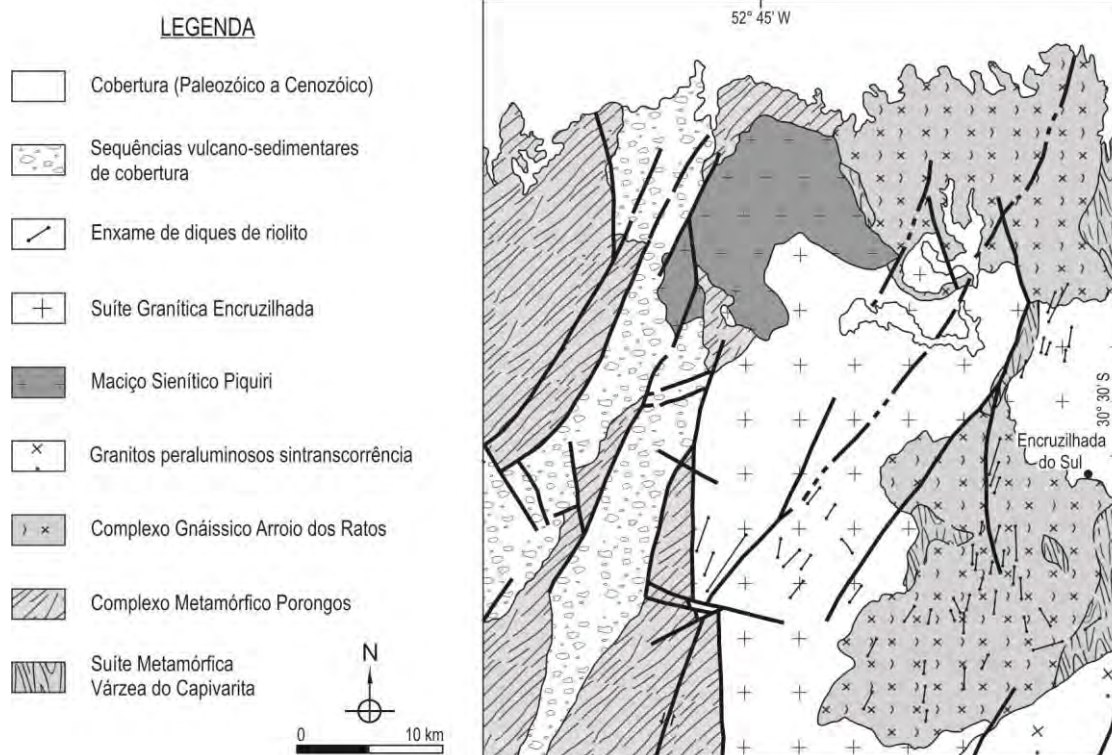 LEGENDA
Cobertura (Paleozóico a Cenozóico)
Sequências vulcano-sedimentares
de cobertura
Enxame de diques de riolito
Suíte Granítica Encruzilhada
Maciço Sienítico Piquiri
Granitos peraluminosos sintranscorrência
Complexo Gnáissico Arroio dos Ratos
Complexo Metamórfico Porongos
Suíte Metamórfica
Várzea do Capivarita
N
0 10 km
52° 45' W
30° 30' S
Encruzilhada
do Sul